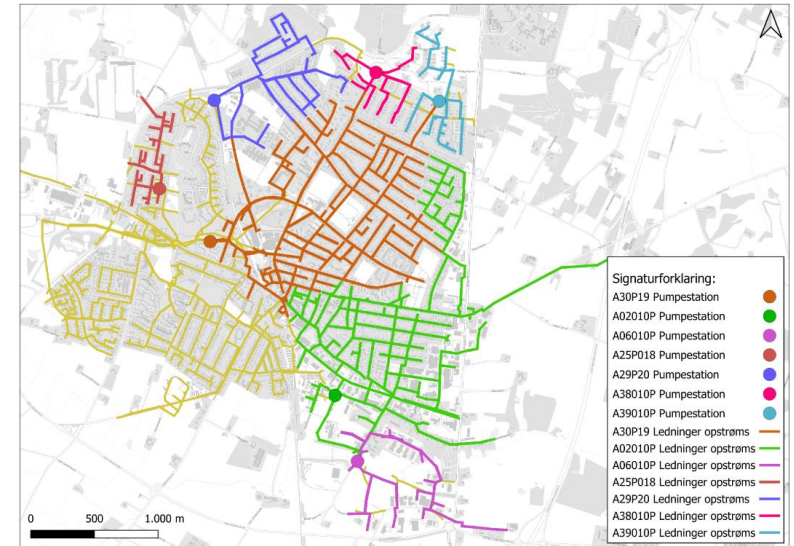 Signaturforklaring:
A30P19 Pumpestation
A02010P Pumpestation
A06010P Pumpestation
A25P018 Pumpestation
A29P20 Pumpestation
A38010P Pumpestation
A39010P Pumpestation
A30P19 Ledninger opstrøms
A02010P Ledninger opstrøms
A06010P Ledninger opstrøms
A25P018 Ledninger opstrøms
A29P20 Ledninger opstrøms
A38010P Ledninger opstrøms
A39010P Ledninger opstrøms
0 500 1.000 m